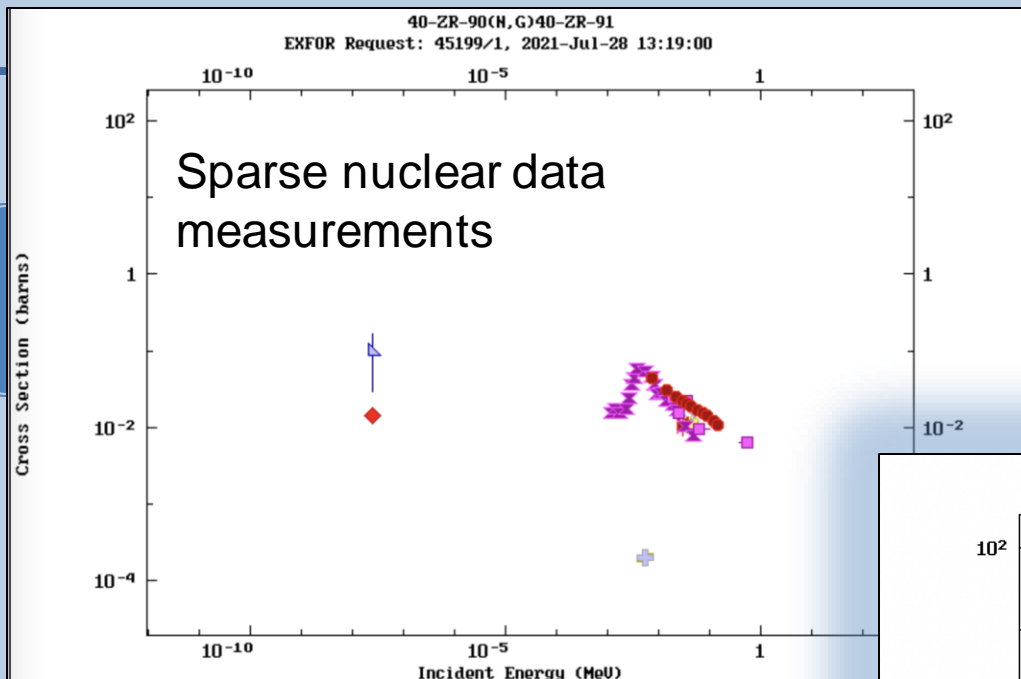 40-ZR-90(N,G)40-ZR-91
EXFOR Request: 45199/1, 2021-Jul-28 13:19:00
10⁻¹⁰ 10⁻⁵ 1
10² 10²
Sparse nuclear data
measurements
1 1
Cross Section (barns)
10⁻² 10⁻²
10⁻⁴
10⁻¹⁰ 10⁻⁵ 1
Incident Energy (MeV)
10²